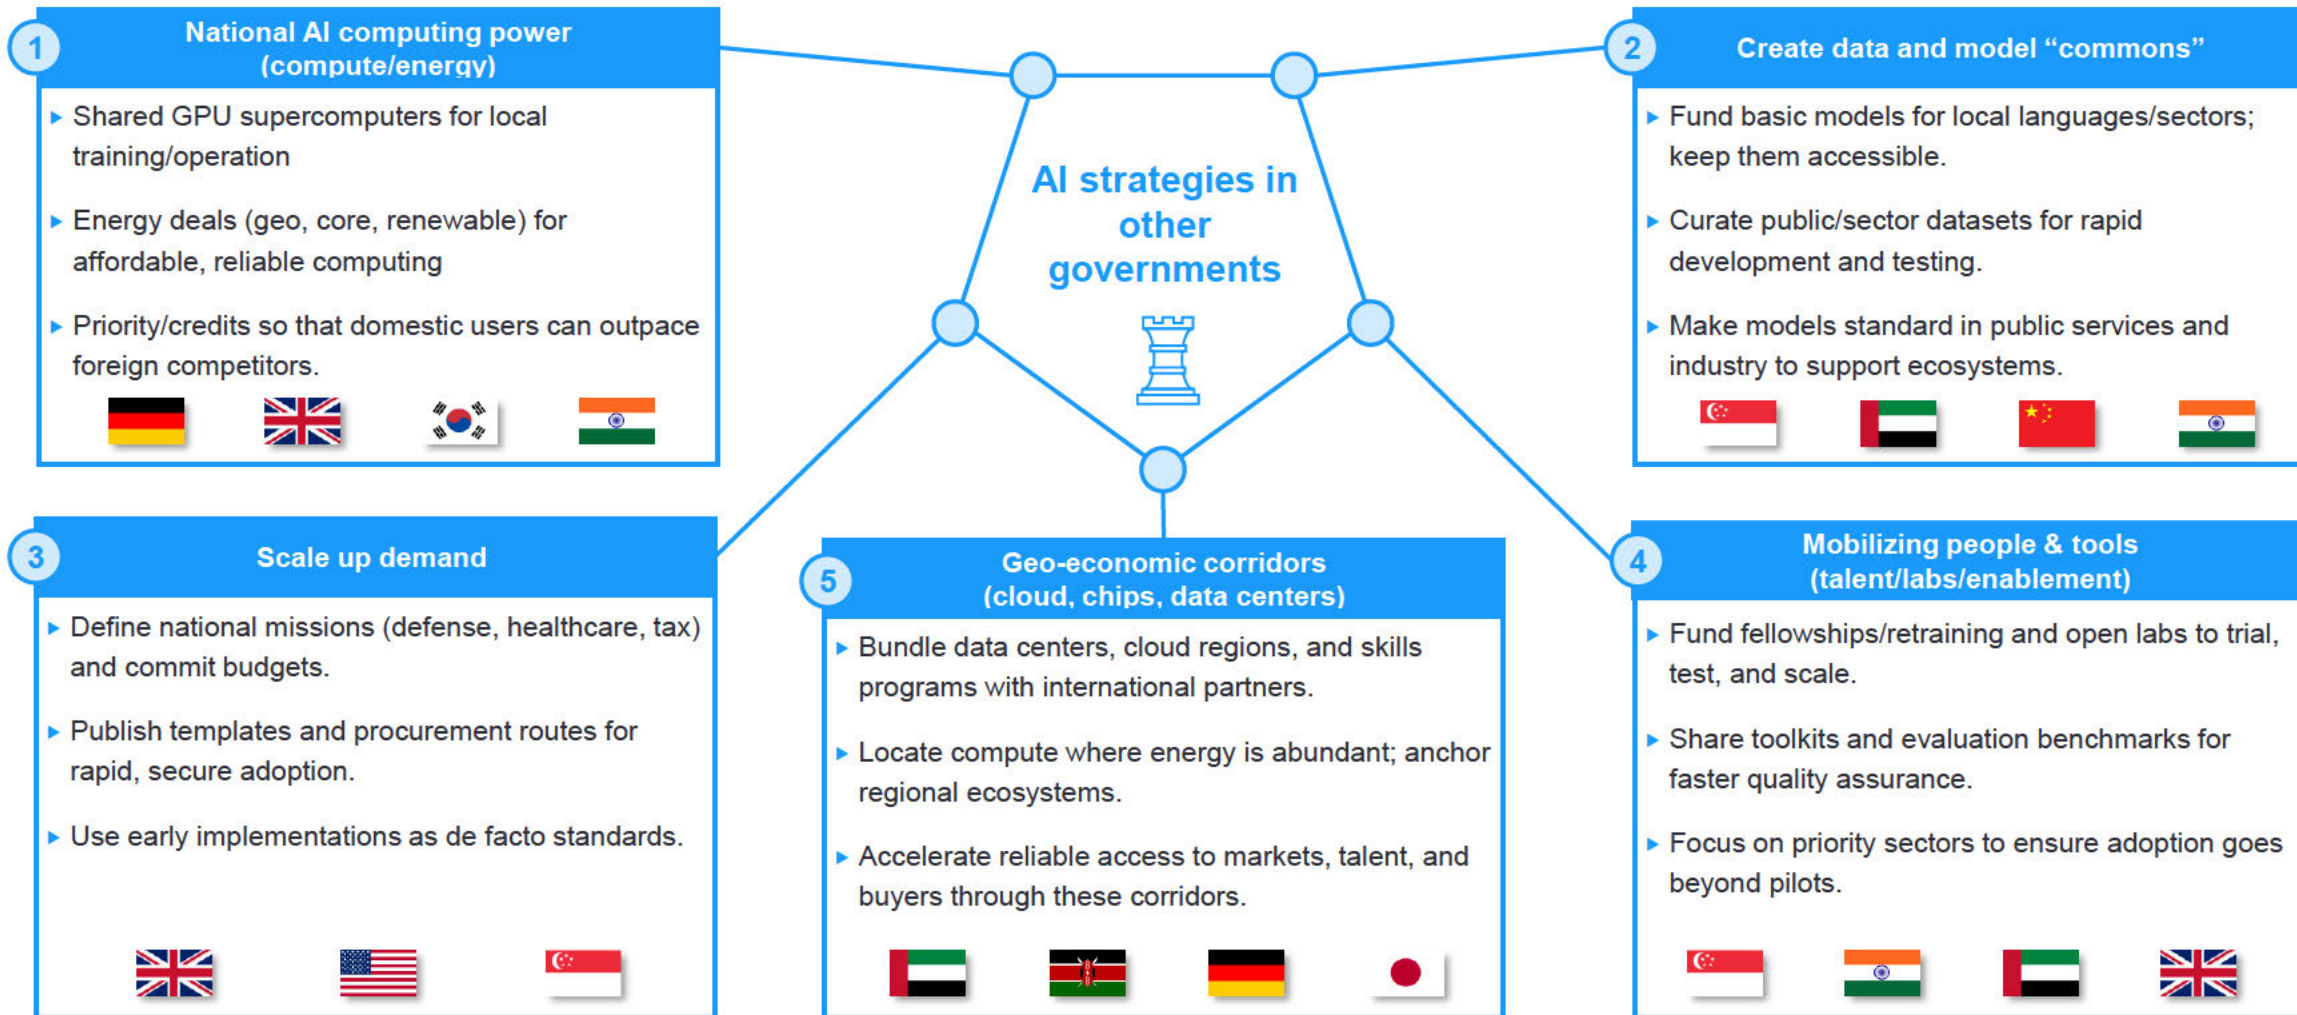 1
National AI computing power
(compute/energy)
Shared GPU supercomputers for local
training/operation
Energy deals (geo, core, renewable) for
affordable, reliable computing
Priority/credits so that domestic users can outpace
foreign competitors.
AI strategies in
other
governments
2
Create data and model “commons”
Fund basic models for local languages/sectors;
keep them accessible.
Curate public/sector datasets for rapid
development and testing.
Make models standard in public services and
industry to support ecosystems.
3
Scale up demand
Define national missions (defense, healthcare, tax)
and commit budgets.
Publish templates and procurement routes for
rapid, secure adoption.
Use early implementations as de facto standards.
5
Geo-economic corridors
(cloud, chips, data centers)
Bundle data centers, cloud regions, and skills
programs with international partners.
Locate compute where energy is abundant; anchor
regional ecosystems.
Accelerate reliable access to markets, talent, and
buyers through these corridors.
4
Mobilizing people & tools
(talent/labs/enablement)
Fund fellowships/retraining and open labs to trial,
test, and scale.
Share toolkits and evaluation benchmarks for
faster quality assurance.
Focus on priority sectors to ensure adoption goes
beyond pilots.